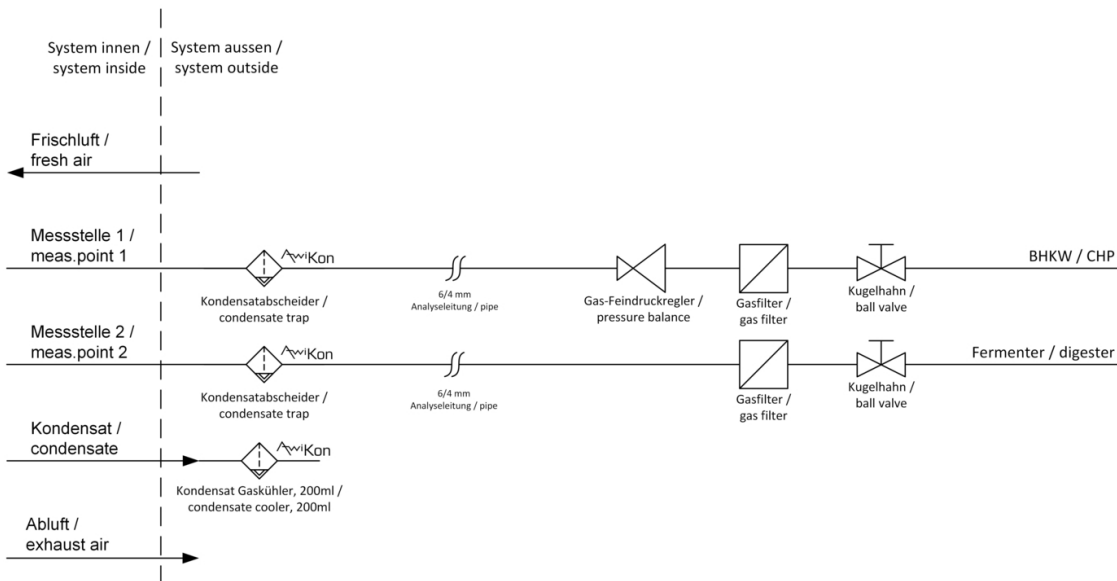 System innen /
system inside
System aussen /
system outside
Frischluft /
fresh air
Messstelle 1 /
meas.point 1
AwiKon
Kondensatabscheider /
condensate trap
6/4 mm
Analyseleitung / pipe
Gas-Feindruckregler /
pressure balance
Gasfilter /
gas filter
Kugelhahn /
ball valve
BHKW / CHP
Messstelle 2 /
meas.point 2
AwiKon
Kondensatabscheider /
condensate trap
6/4 mm
Analyseleitung / pipe
Gasfilter /
gas filter
Kugelhahn /
ball valve
Fermenter / digester
Kondensat /
condensate
AwiKon
Kondensat Gaskühler, 200ml /
condensate cooler, 200ml
Abluft /
exhaust air